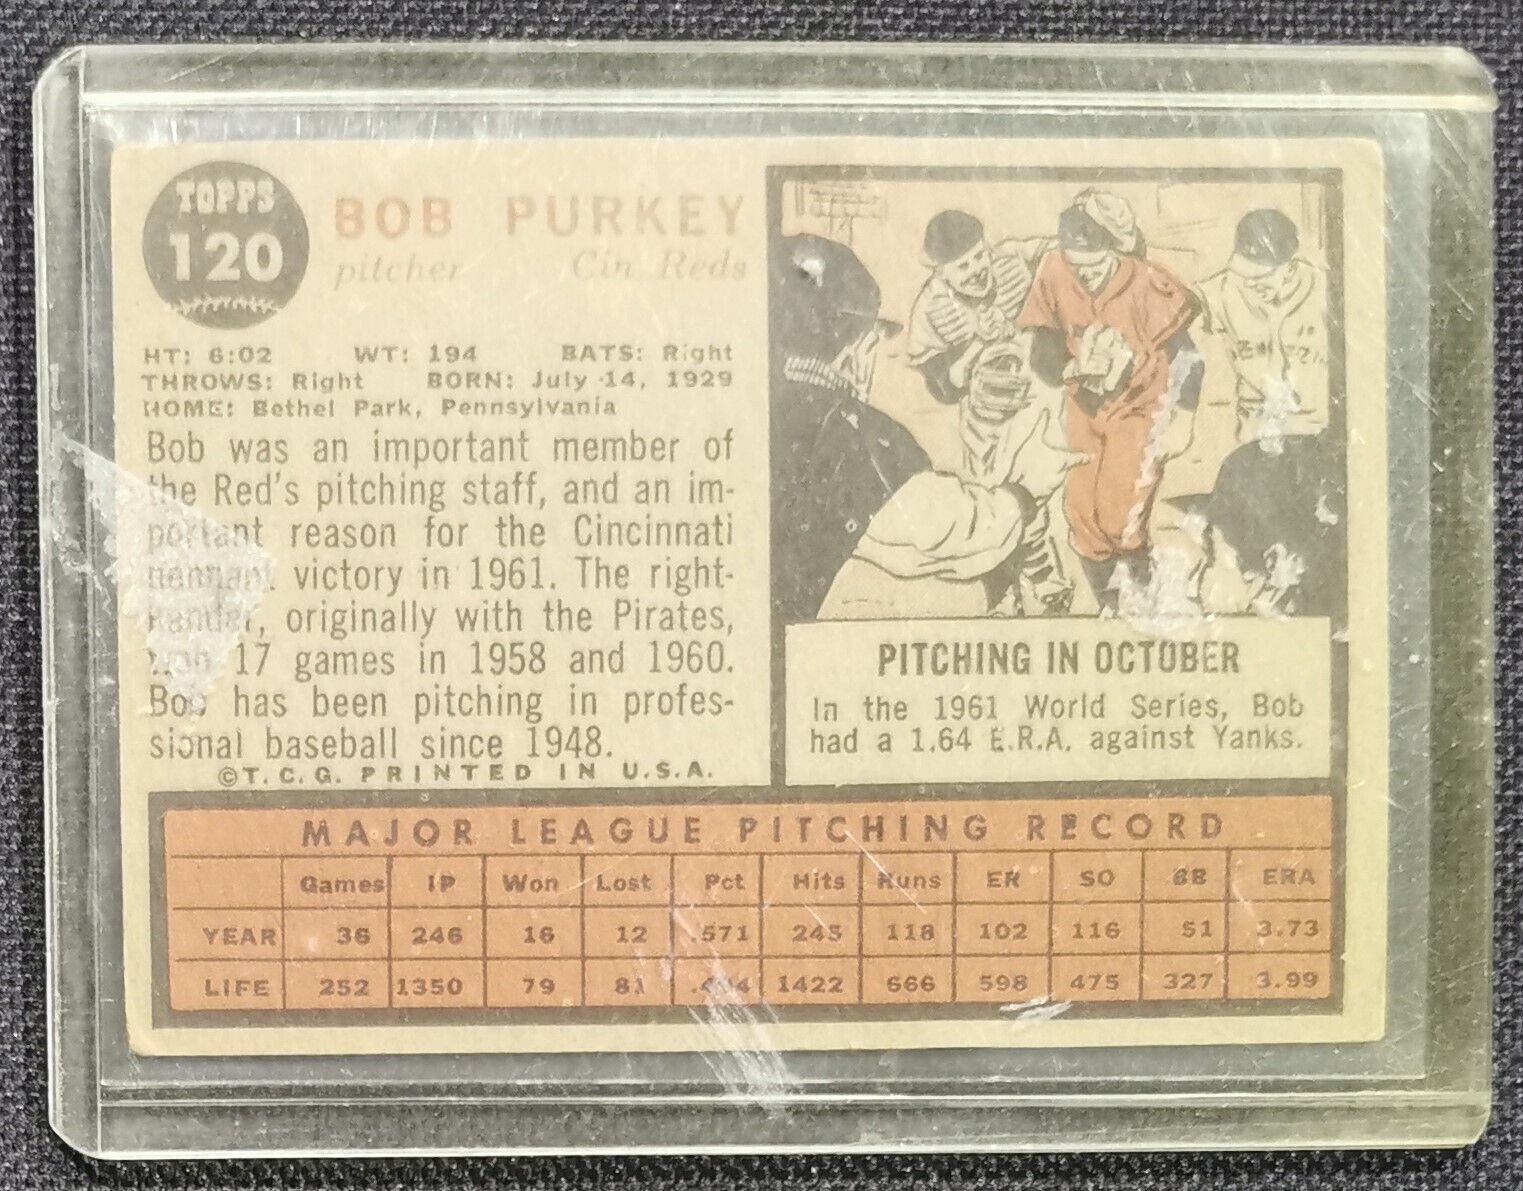 TOPPS
120
BOB PURKEY
pitcher Cin Reds
HT: 6:02 WT: 194 BATS: Right
THROWS: Right BORN: July 14, 1929
HOME: Bethel Park, Pennsylvania
Bob was an important member of
the Red's pitching staff, and an im-
portant reason for the Cincinnati
pennant victory in 1961. The right-
hander, originally with the Pirates,
won 17 games in 1958 and 1960.
Bob has been pitching in profes-
sional baseball since 1948.
©T.C.G. PRINTED IN U.S.A.
PITCHING IN OCTOBER
In the 1961 World Series, Bob
had a 1.64 E.R.A. against Yanks.
MAJOR LEAGUE PITCHING RECORD
Games IP Won Lost Pct Hits Runs ER SO BB ERA
YEAR 36 246 16 12 .571 245 118 102 116 51 3.73
LIFE 252 1350 79 81 .494 1422 666 598 475 327 3.99